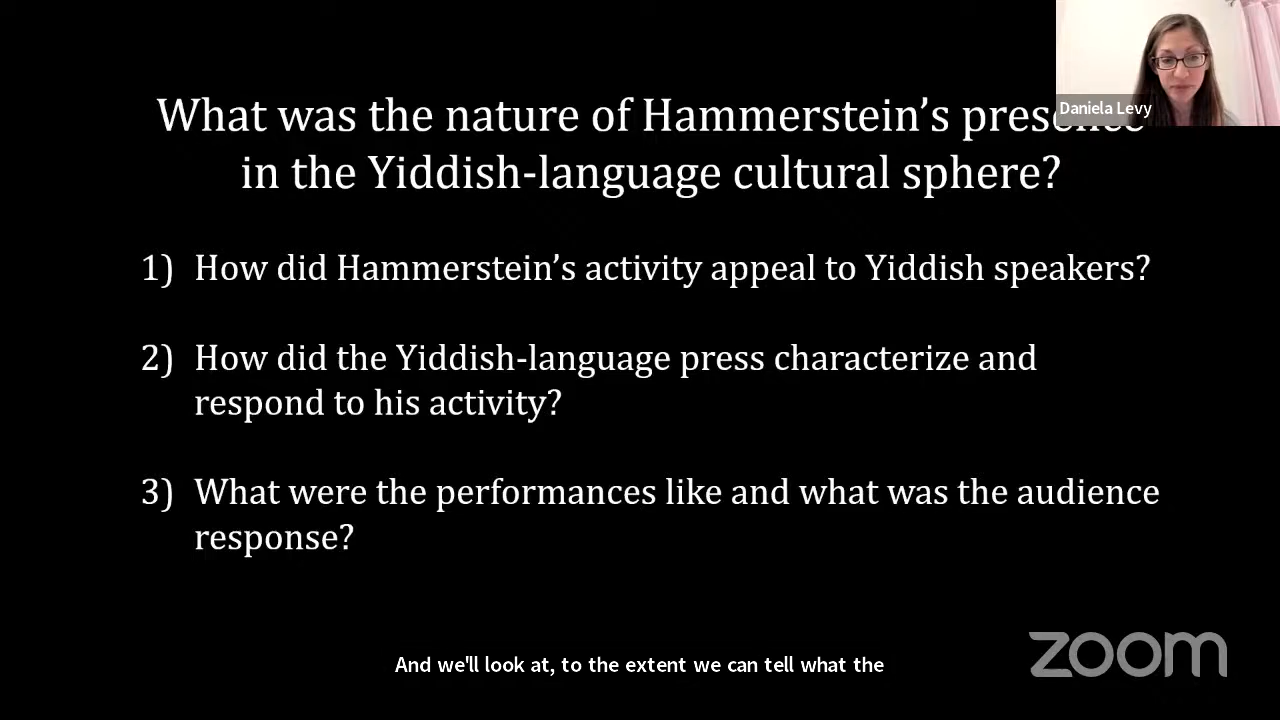 What was the nature of Hammerstein's presence
in the Yiddish-language cultural sphere?
Daniela Levy
1) How did Hammerstein's activity appeal to Yiddish speakers?
2) How did the Yiddish-language press characterize and
respond to his activity?
3) What were the performances like and what was the audience
response?
And we'll look at, to the extent we can tell what the
zoom